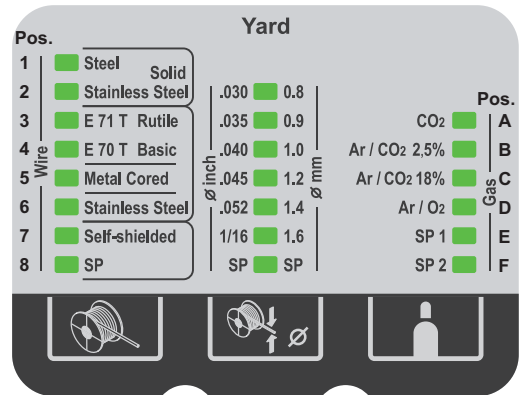 Yard
Pos.
1 Steel
Solid
2 Stainless Steel .030 0.8
Pos.
3 E 71 T Rutile .035 0.9 CO2 A
4 E 70 T Basic .040 1.0 Ar / CO2 2,5% B
5 Metal Cored .045 1.2 Ar / CO2 18% C
6 Stainless Steel .052 1.4 Ar / O2 D
7 Self-shielded 1/16 1.6 SP 1 E
8 SP SP SP SP 2 F
Wire
ø inch
ø mm
Gas
Ø